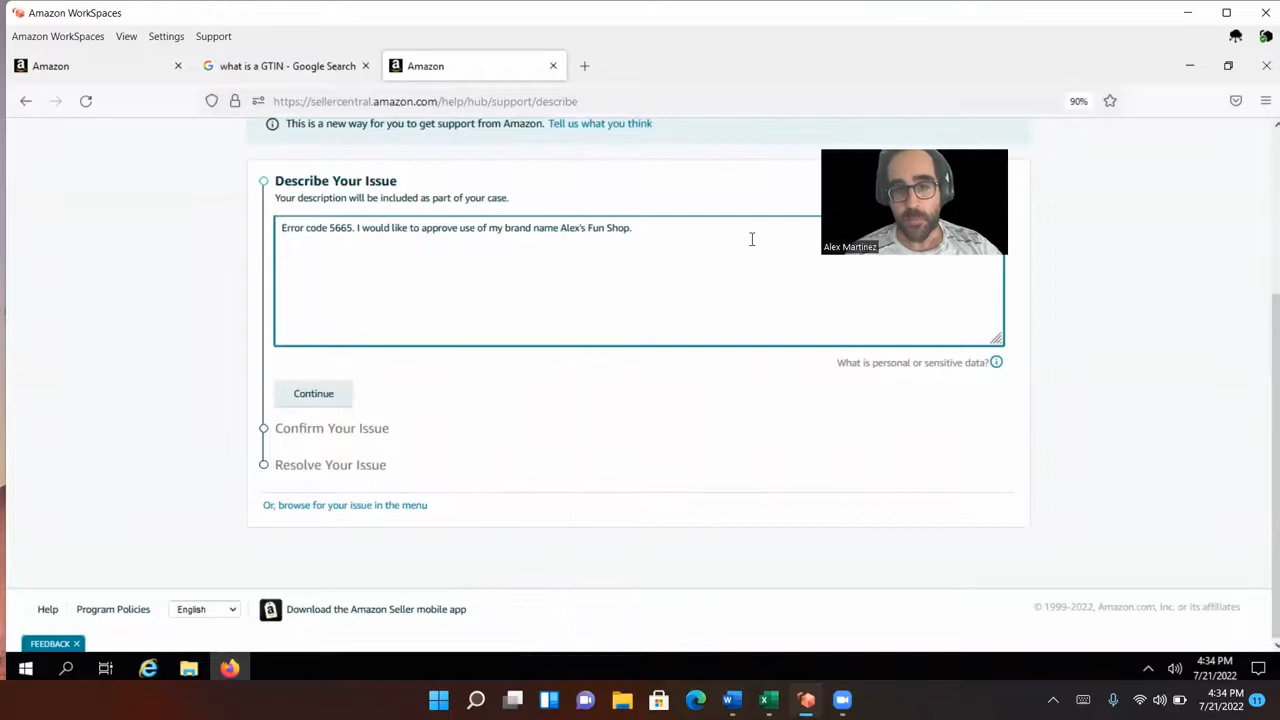 Amazon WorkSpaces
Amazon WorkSpaces View Settings Support
Amazon what is a GTIN - Google Search Amazon
https://sellercentral.amazon.com/help/hub/support/describe 90%
This is a new way for you to get support from Amazon. Tell us what you think
Describe Your Issue
Your description will be included as part of your case.
Error code 5665. I would like to approve use of my brand name Alex's Fun Shop.
Alex Martinez
What is personal or sensitive data?
Continue
Confirm Your Issue
Resolve Your Issue
Or, browse for your issue in the menu
Help Program Policies English Download the Amazon Seller mobile app © 1999-2022, Amazon.com, Inc. or its affiliates
FEEDBACK
4:34 PM
7/21/2022
4:34 PM
7/21/2022